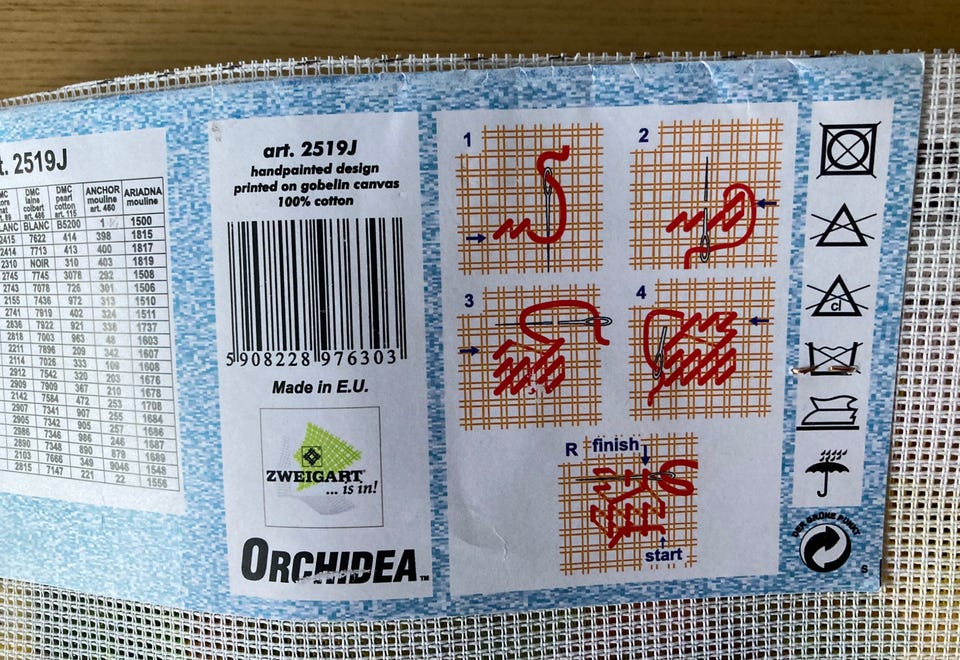 t. 2519J
DMC laine colbert art. 486 DMC pearl cotton art. 115 ANCHOR mouline art. 460 ARIADNA mouline
LANC BLANC B5200 1 1500
2415 7622 414 398 1815
2414 7713 413 400 1817
2310 NOIR 310 403 1819
2745 7745 3078 292 1508
2743 7078 726 301 1506
2155 7436 972 313 1510
2741 7919 402 324 1511
2836 7922 921 338 1737
2818 7003 963 48 1603
2211 7896 209 342 1607
2114 7026 333 109 1608
2912 7542 320 203 1676
2909 7909 367 210 1678
2142 7584 472 253 1708
2907 7341 907 255 1684
2905 7342 905 257 1686
2986 7346 986 246 1687
2890 7348 890 879 1689
2103 7666 349 9046 1548
2815 7147 221 22 1556
art. 2519J
handpainted design
printed on gobelin canvas
100% cotton
5 908228 976303
Made in E.U.
ZWEIGART®
... is in!
ORCHIDEA™
1
2
3
4
R finish
start
cl
DER GRÜNE PUNKT
S